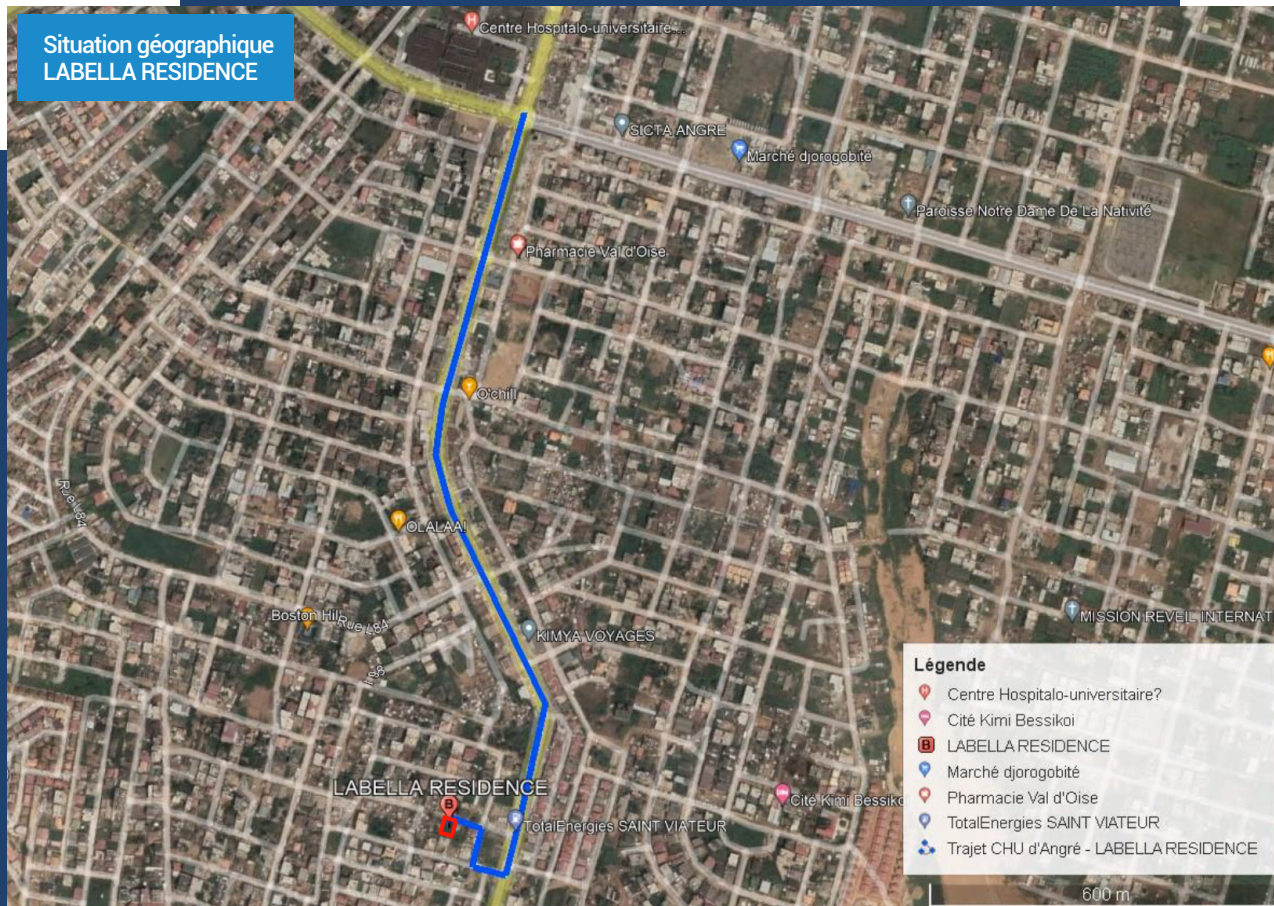 Situation géographique
LABELLA RESIDENCE
Centre Hospitalo-universitaire...
SICTA ANGRÉ
Marché djorogobité
Paroisse Notre Dame De La Nativité
Pharmacie Val d'Oise
O'chill
Rue L84
OLALAA!
Boston Hill
Rue L84
KIMYA VOYAGES
MISSION REVEIL INTERNAT
LABELLA RESIDENCE
B
TotalEnergies SAINT VIATEUR
Cité Kimi Bessiko
Légende
Centre Hospitalo-universitaire?
Cité Kimi Bessikoi
B LABELLA RESIDENCE
Marché djorogobité
Pharmacie Val d'Oise
TotalEnergies SAINT VIATEUR
Trajet CHU d'Angré - LABELLA RESIDENCE
600 m